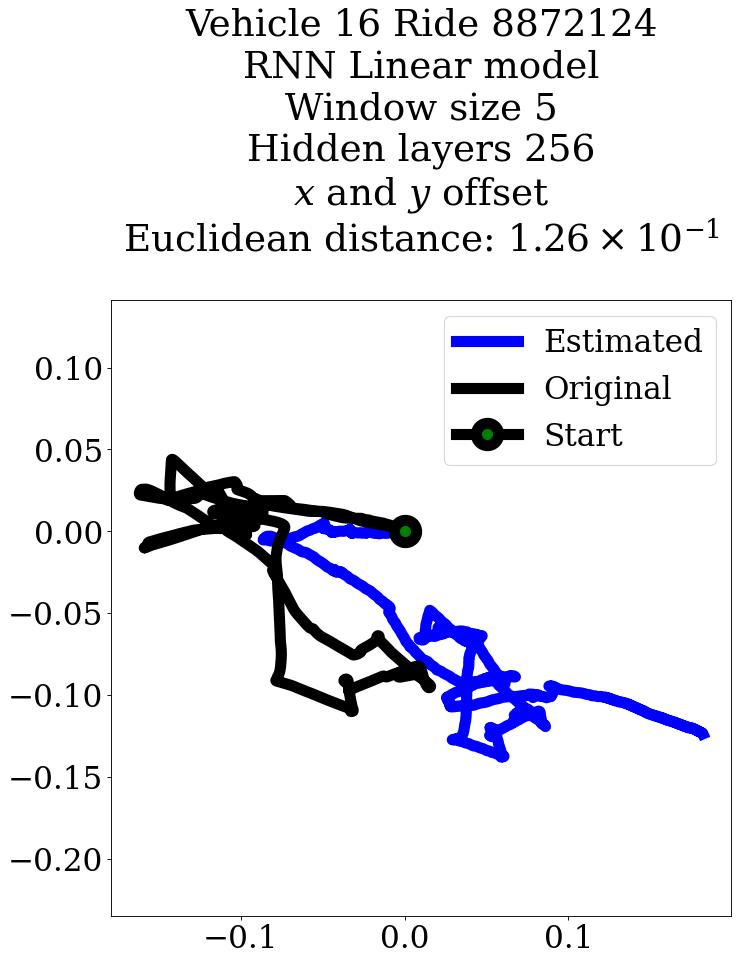 Vehicle 16 Ride 8872124
RNN Linear model
Window size 5
Hidden layers 256
x and y offset
Euclidean distance: 1.26 × 10⁻¹
Estimated
Original
Start
0.10
0.05
0.00
−0.05
−0.10
−0.15
−0.20
−0.1
0.0
0.1